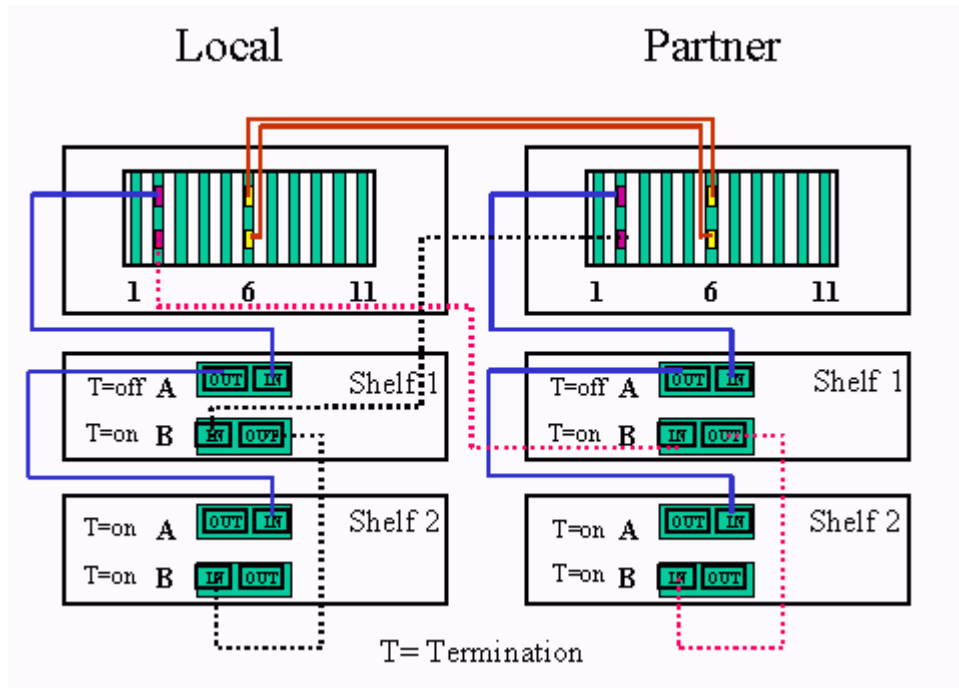 Local Partner
1 6 11 1 6 11
T=off A OUT IN Shelf 1
T=on B IN OUT
T=off A OUT IN Shelf 1
T=on B IN OUT
T=on A OUT IN Shelf 2
T=on B IN OUT
T=on A OUT IN Shelf 2
T=on B IN OUT
T= Termination